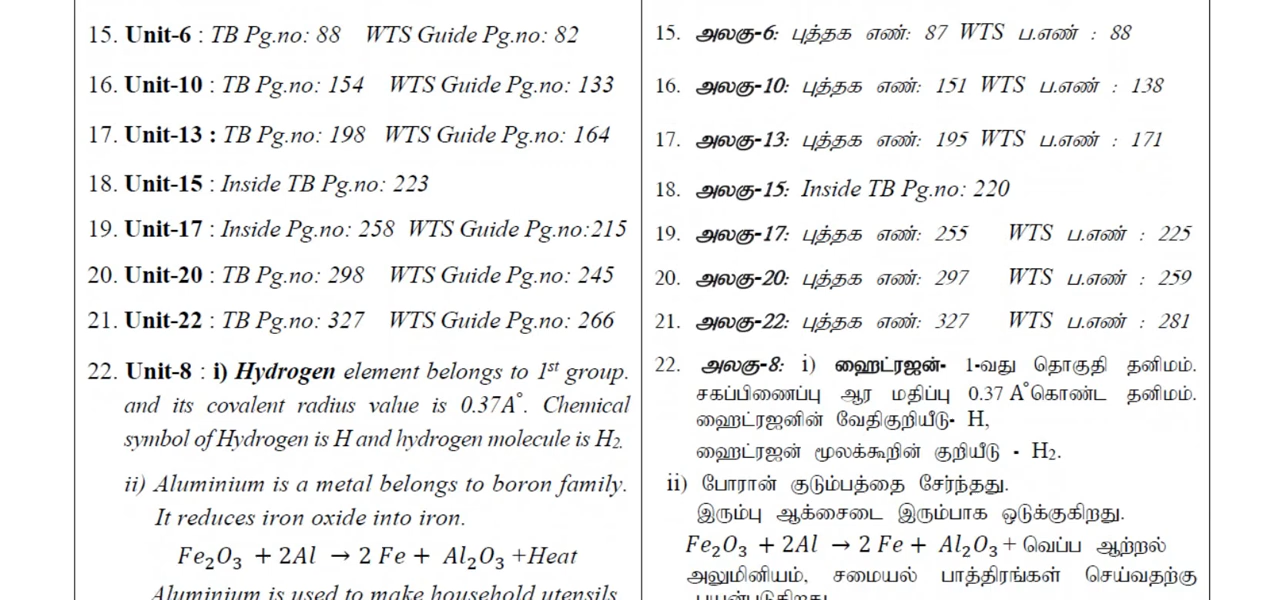 15. Unit-6 : TB Pg.no: 88 WTS Guide Pg.no: 82
16. Unit-10 : TB Pg.no: 154 WTS Guide Pg.no: 133
17. Unit-13 : TB Pg.no: 198 WTS Guide Pg.no: 164
18. Unit-15 : Inside TB Pg.no: 223
19. Unit-17 : Inside Pg.no: 258 WTS Guide Pg.no:215
20. Unit-20 : TB Pg.no: 298 WTS Guide Pg.no: 245
21. Unit-22 : TB Pg.no: 327 WTS Guide Pg.no: 266
22. Unit-8 : i) Hydrogen element belongs to 1st group.
and its covalent radius value is 0.37A°. Chemical
symbol of Hydrogen is H and hydrogen molecule is H₂.
ii) Aluminium is a metal belongs to boron family.
It reduces iron oxide into iron.
Fe₂O₃ + 2Al → 2 Fe + Al₂O₃ +Heat
Aluminium is used to make household utensils
15. அலகு-6: புத்தக எண்: 87 WTS ப.எண் : 88
16. அலகு-10: புத்தக எண்: 151 WTS ப.எண் : 138
17. அலகு-13: புத்தக எண்: 195 WTS ப.எண் : 171
18. அலகு-15: Inside TB Pg.no: 220
19. அலகு-17: புத்தக எண்: 255 WTS ப.எண் : 225
20. அலகு-20: புத்தக எண்: 297 WTS ப.எண் : 259
21. அலகு-22: புத்தக எண்: 327 WTS ப.எண் : 281
22. அலகு-8: i) ஹைட்ரஜன்- 1-வது தொகுதி தனிமம்.
சகப்பிணைப்பு ஆர மதிப்பு 0.37 A°கொண்ட தனிமம்.
ஹைட்ரஜனின் வேதிகுறியீடு- H,
ஹைட்ரஜன் மூலக்கூறின் குறியீடு - H₂.
ii) போரான் குடும்பத்தை சேர்ந்தது.
இரும்பு ஆக்சைடை இரும்பாக ஒடுக்குகிறது.
Fe₂O₃ + 2Al → 2 Fe + Al₂O₃ + வெப்ப ஆற்றல்
அலுமினியம், சமையல் பாத்திரங்கள் செய்வதற்கு
பயன்படுகிறது